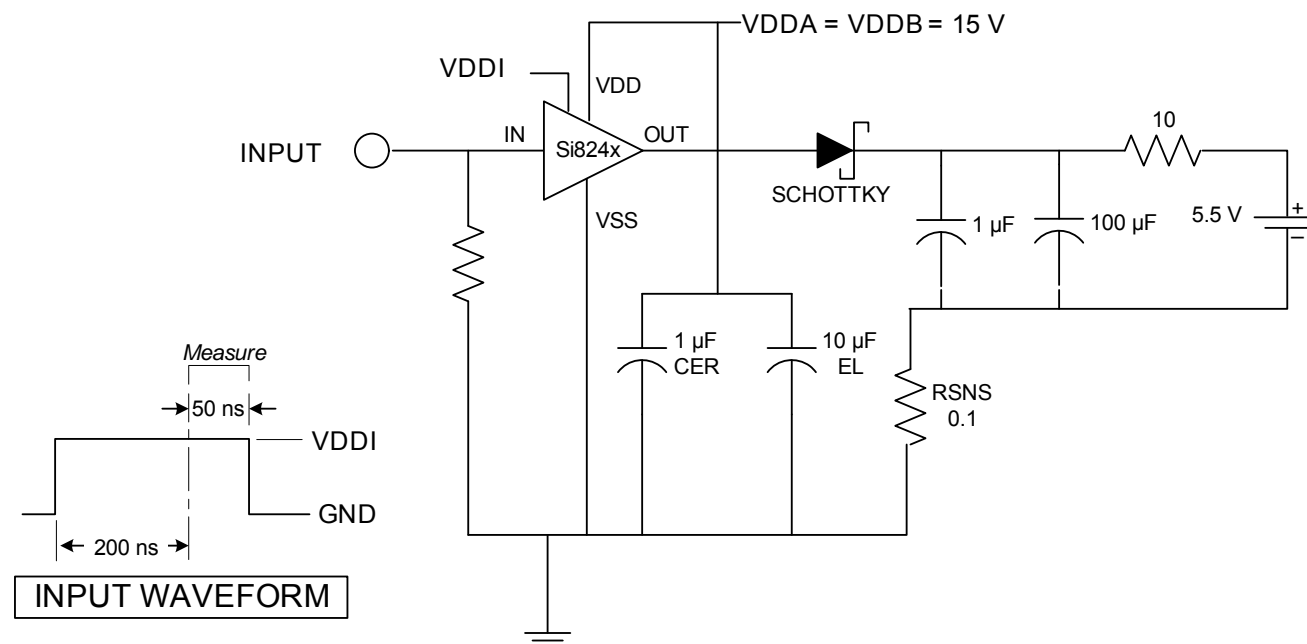 VDDA = VDDB = 15 V
VDDI
VDD
INPUT
IN
Si824x
OUT
SCHOTTKY
10
VSS
1 µF
100 µF
5.5 V
+
–
1 µF
CER
10 µF
EL
RSNS
0.1
Measure
50 ns
VDDI
GND
200 ns
INPUT WAVEFORM